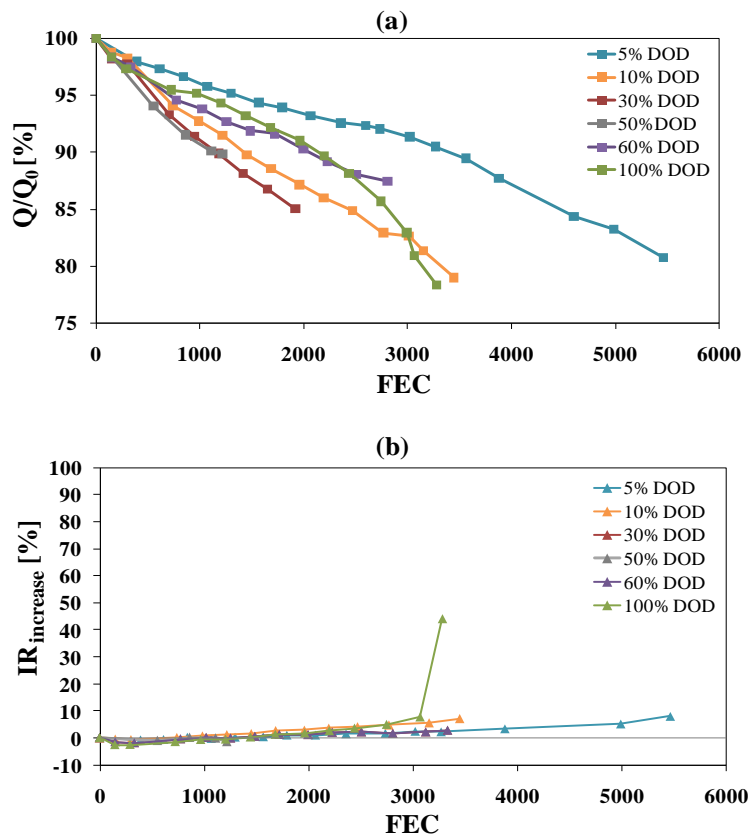 (a)
100
95
90
85
80
75
Q/Q0 [%]
5% DOD
10% DOD
30% DOD
50%DOD
60% DOD
100% DOD
0 1000 2000 3000 4000 5000 6000
FEC
(b)
100
90
80
70
60
50
40
30
20
10
0
-10
IRincrease [%]
5% DOD
10% DOD
30% DOD
50% DOD
60% DOD
100% DOD
0 1000 2000 3000 4000 5000 6000
FEC